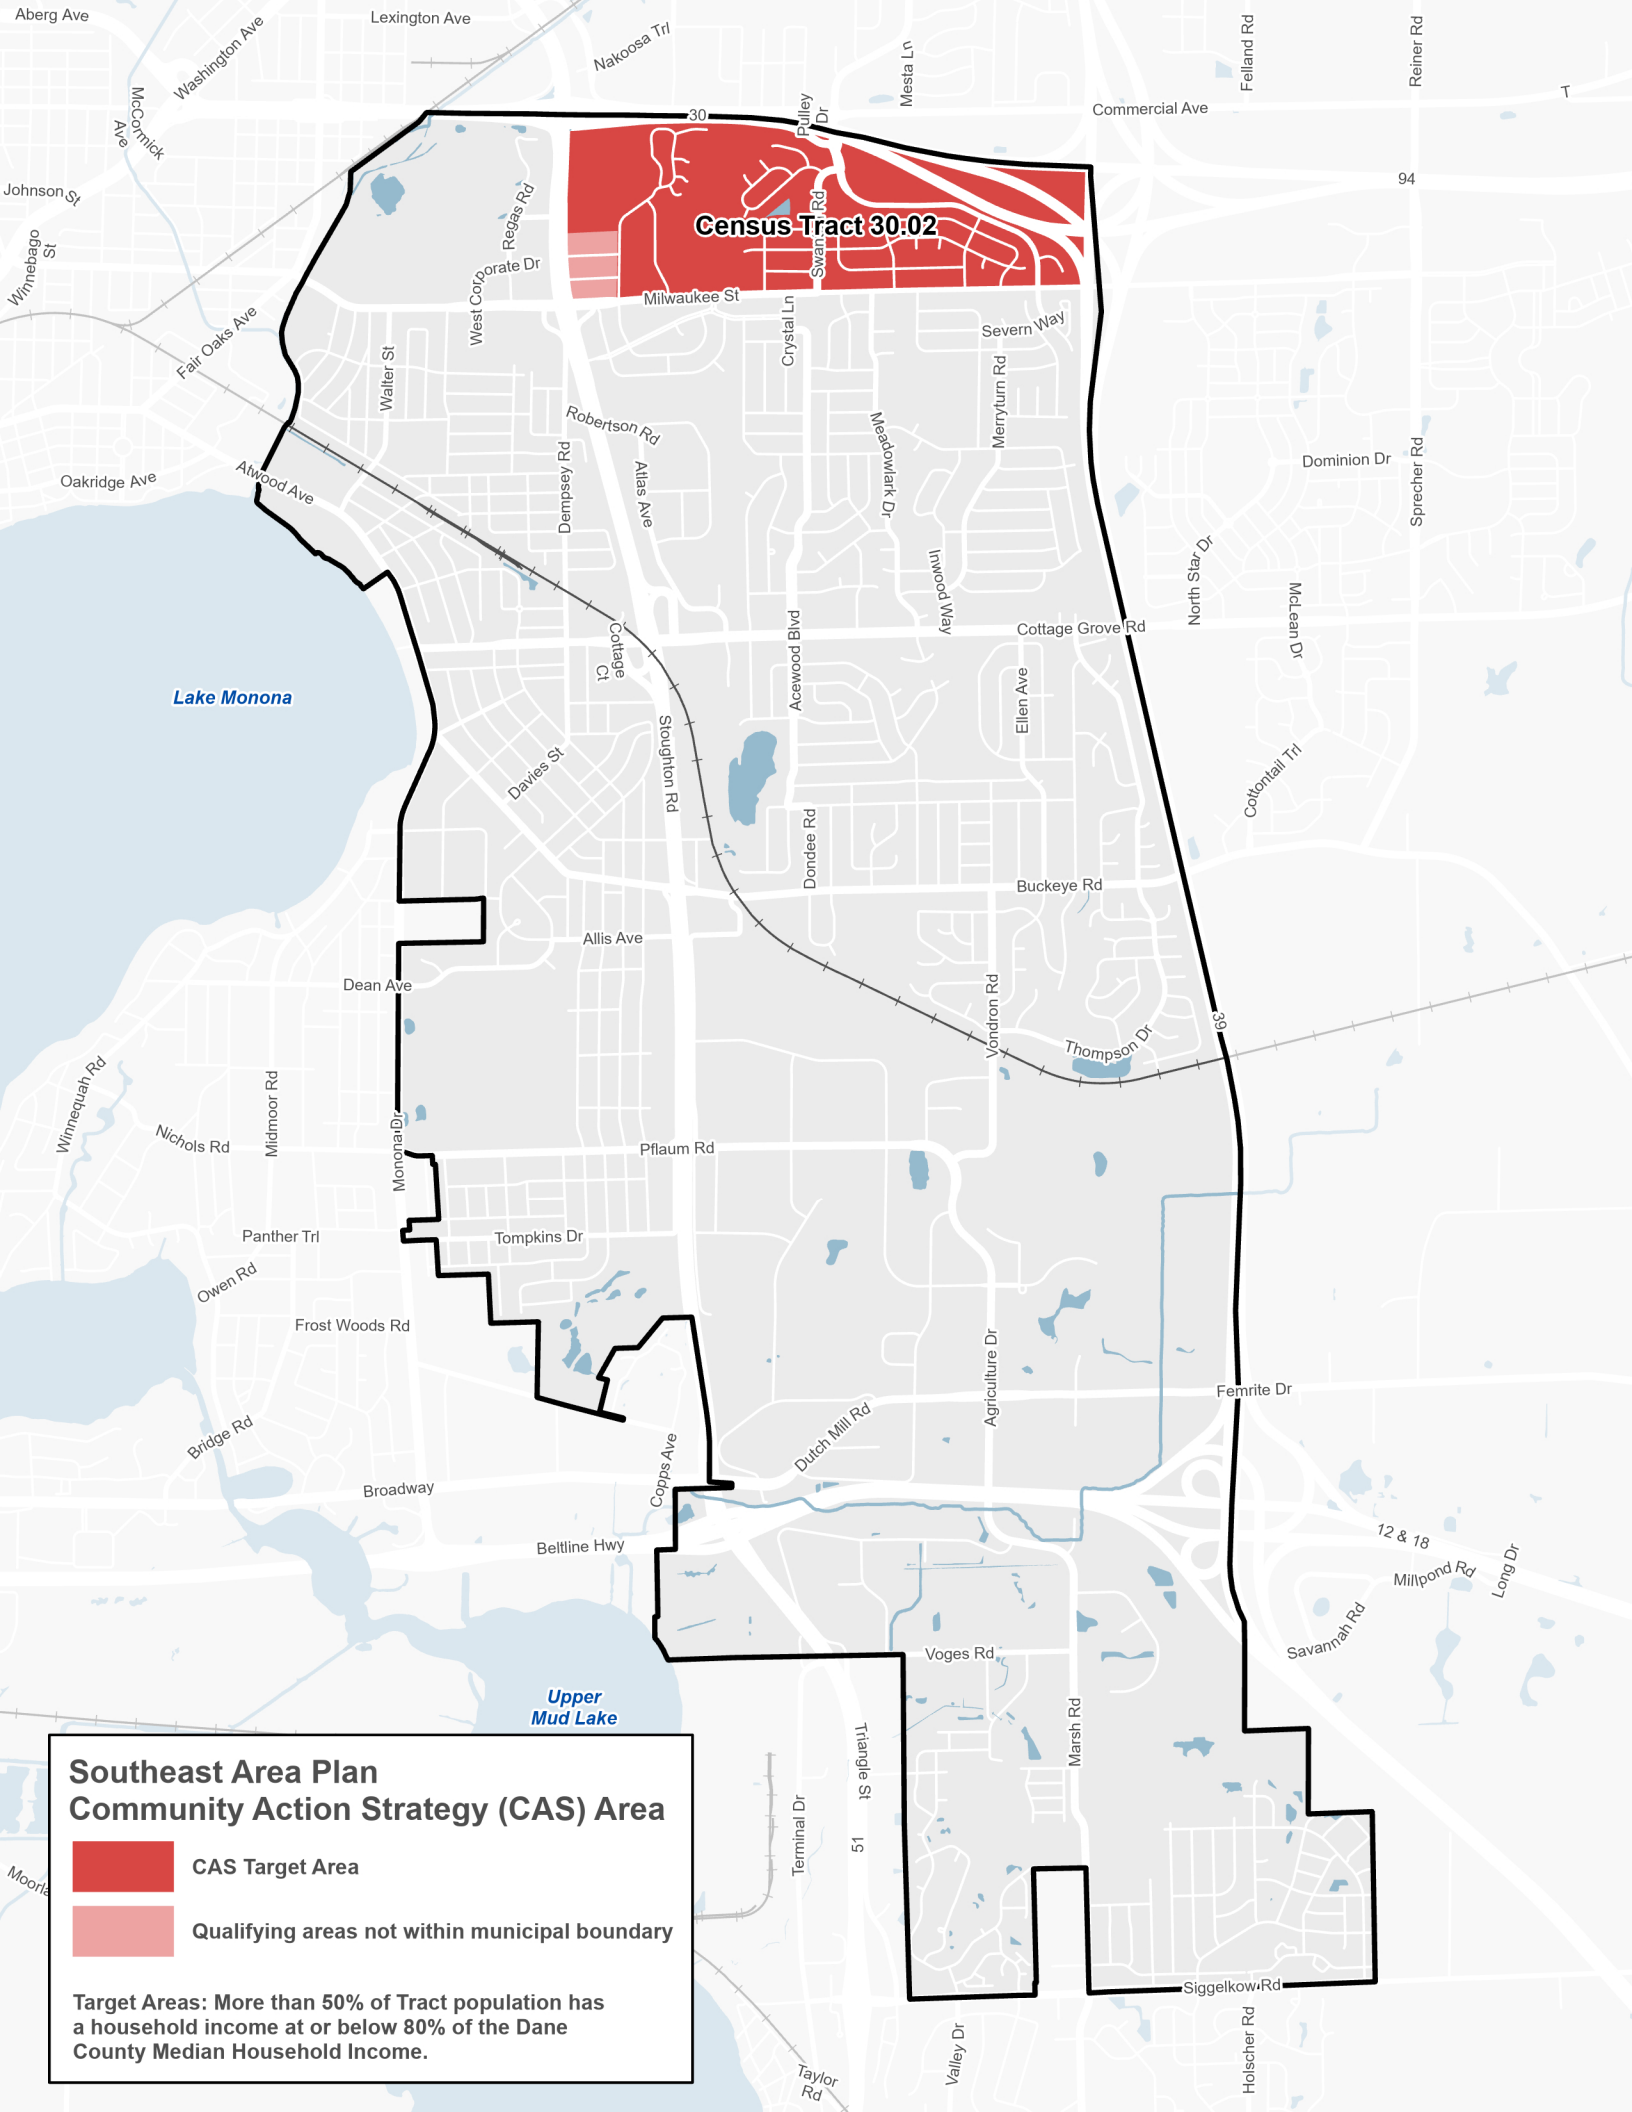 Aberg Ave
Lexington Ave
Washington Ave
Nakoosa Trl
Mesta Ln
Felland Rd
Reiner Rd
McCormick
Ave
30
Pulley
Dr
Commercial Ave
T
Johnson St
94
Winnebago
St
Regas Rd
Census Tract 30.02
Swan
Rd
West Corporate Dr
Milwaukee St
Crystal Ln
Severn Way
Fair Oaks Ave
Walter St
Merryturn Rd
Robertson Rd
Meadowlark Dr
Dempsey Rd
Atlas Ave
Dominion Dr
Sprecher Rd
Oakridge Ave
Atwood Ave
Inwood Way
North Star Dr
McLean Dr
Cottage
Ct
Acewood Blvd
Cottage Grove Rd
Ellen Ave
Lake Monona
Stoughton Rd
Davies St
Cottontail Trl
Dondee Rd
Buckeye Rd
Allis Ave
Dean Ave
Vondron Rd
39
Thompson Dr
Winnequah Rd
Midmoor Rd
Nichols Rd
Monona Dr
Pflaum Rd
Panther Trl
Tompkins Dr
Owen Rd
Frost Woods Rd
Agriculture Dr
Femrite Dr
Bridge Rd
Dutch Mill Rd
Copps Ave
Broadway
Beltline Hwy
12 & 18
Millpond Rd
Long Dr
Savannah Rd
Voges Rd
Upper
Mud Lake
Marsh Rd
Triangle St
Terminal Dr
51
Moorla
Southeast Area Plan
Community Action Strategy (CAS) Area
CAS Target Area
Qualifying areas not within municipal boundary
Target Areas: More than 50% of Tract population has
a household income at or below 80% of the Dane
County Median Household Income.
Siggelkow Rd
Valley Dr
Holscher Rd
Taylor
Rd